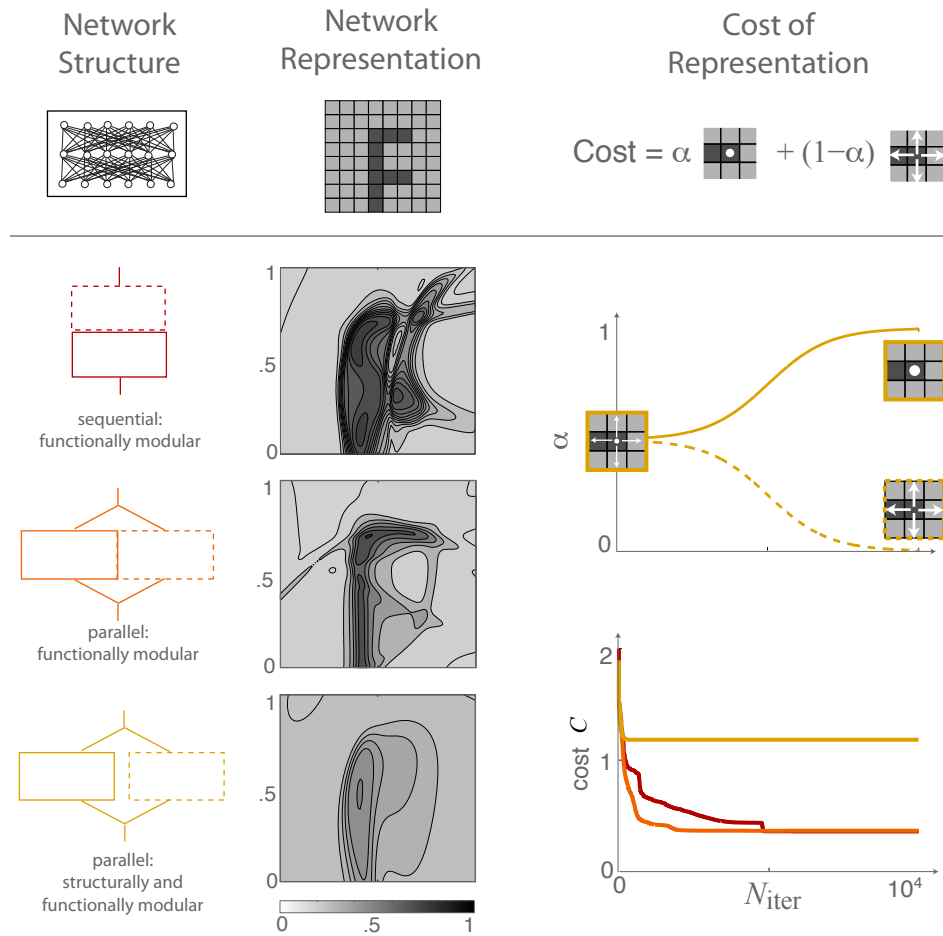 Network
Structure
Network
Representation
Cost of
Representation
Cost = α + (1−α)
sequential:
functionally modular
1
.5
0
parallel:
functionally modular
1
.5
0
parallel:
structurally and
functionally modular
1
.5
0
0 .5 1
1
α
0
2
cost C
1
0
0 N_iter 10^4